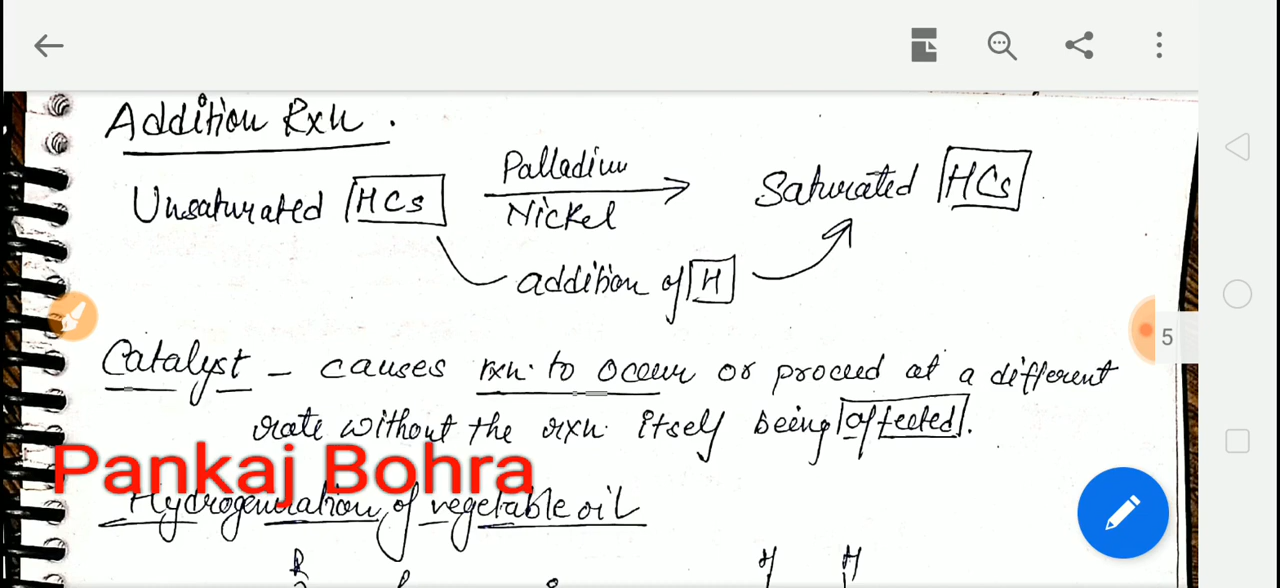 Addition Rxn.
Unsaturated HCs Palladium Saturated HCs
Nickel
addition of H
5
Catalyst - causes rxn. to occur or proceed at a different
rate without the rxn. itself being affected.
Pankaj Bohra
Hydrogenation of vegetable oil
R H H